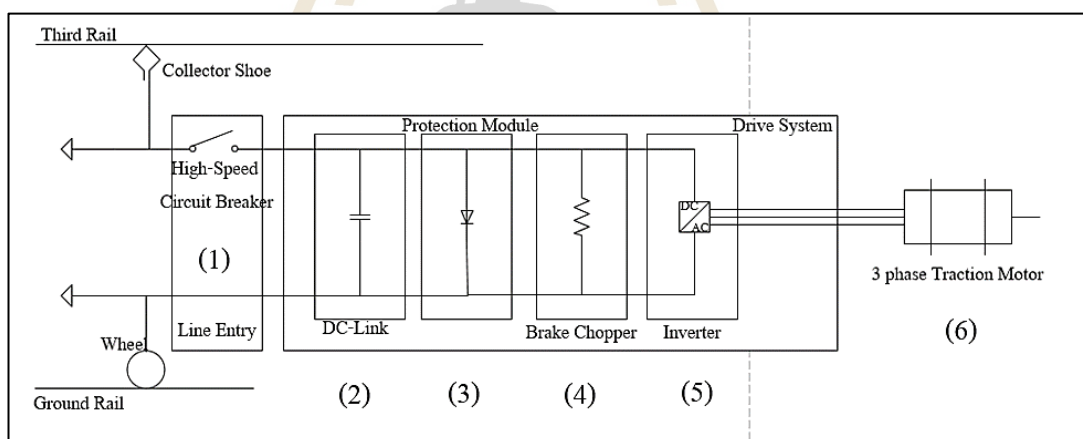 Third Rail
Collector Shoe
Protection Module
Drive System
High-Speed
Circuit Breaker
DC
AC
(1)
3 phase Traction Motor
Line Entry
DC-Link
Brake Chopper
Inverter
(6)
Wheel
(2)
(3)
(4)
(5)
Ground Rail